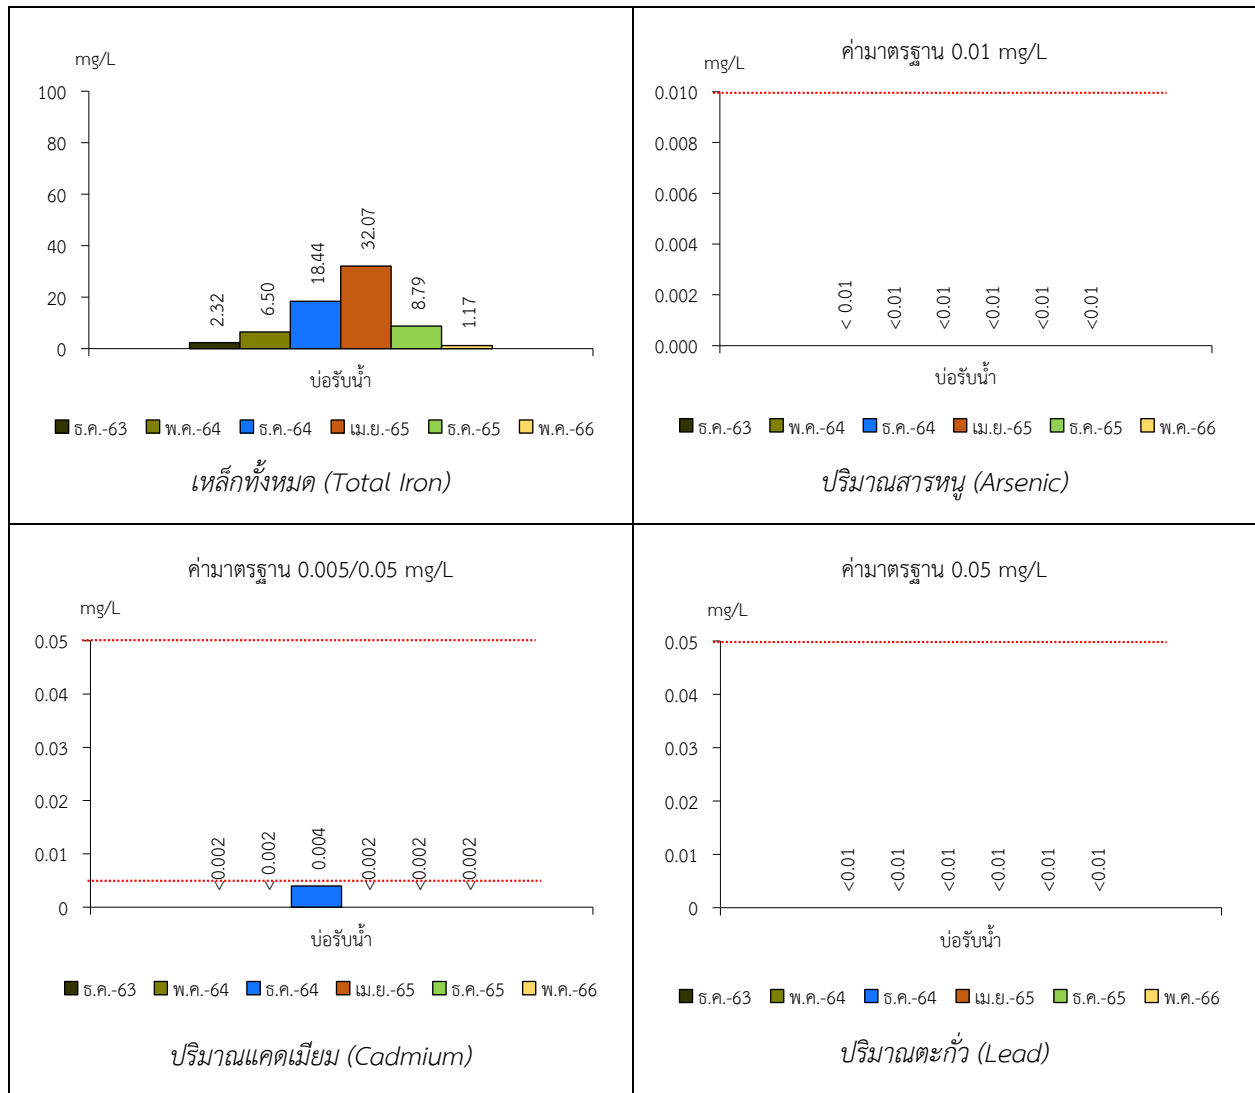 mg/L
100
80
60
40
20
0
2.32
6.50
18.44
32.07
8.79
1.17
บ่อรับน้ำ
ธ.ค.-63 พ.ค.-64 ธ.ค.-64 เม.ย.-65 ธ.ค.-65 พ.ค.-66
เหล็กทั้งหมด (Total Iron)
ค่ามาตรฐาน 0.01 mg/L
mg/L
0.010
0.008
0.006
0.004
0.002
0.000
< 0.01
<0.01
<0.01
<0.01
<0.01
<0.01
บ่อรับน้ำ
ธ.ค.-63 พ.ค.-64 ธ.ค.-64 เม.ย.-65 ธ.ค.-65 พ.ค.-66
ปริมาณสารหนู (Arsenic)
ค่ามาตรฐาน 0.005/0.05 mg/L
mg/L
0.05
0.04
0.03
0.02
0.01
0
<0.002
<0.002
0.004
<0.002
<0.002
<0.002
บ่อรับน้ำ
ธ.ค.-63 พ.ค.-64 ธ.ค.-64 เม.ย.-65 ธ.ค.-65 พ.ค.-66
ปริมาณแคดเมียม (Cadmium)
ค่ามาตรฐาน 0.05 mg/L
mg/L
0.05
0.04
0.03
0.02
0.01
0
<0.01
<0.01
<0.01
<0.01
<0.01
<0.01
บ่อรับน้ำ
ธ.ค.-63 พ.ค.-64 ธ.ค.-64 เม.ย.-65 ธ.ค.-65 พ.ค.-66
ปริมาณตะกั่ว (Lead)